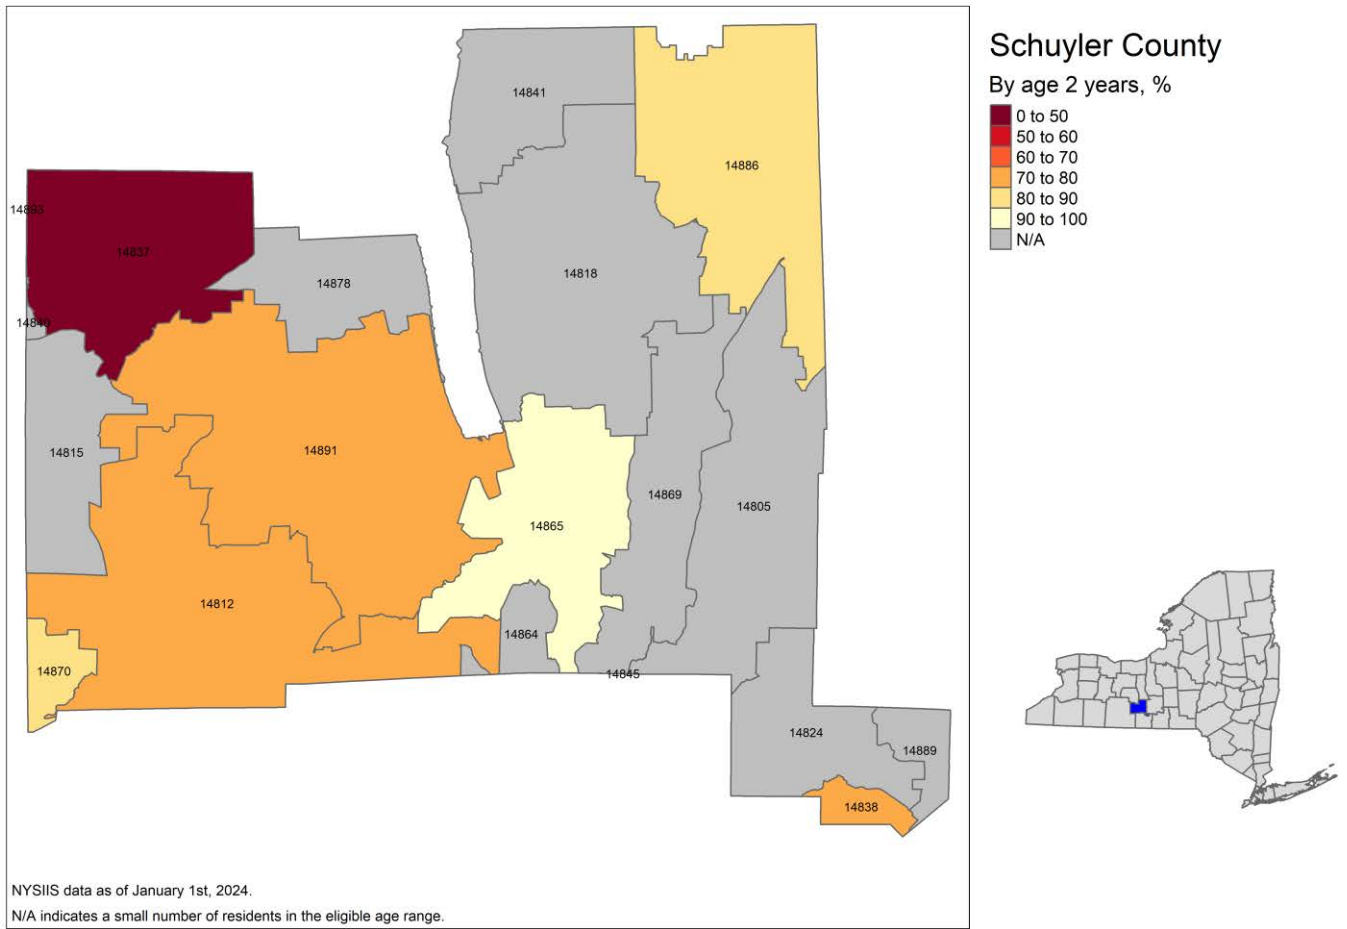 Schuyler County
By age 2 years, %
0 to 50
50 to 60
60 to 70
70 to 80
80 to 90
90 to 100
N/A
14841
14886
14893
14837
14878
14818
14840
14815
14891
14869
14805
14865
14812
14864
14870
14845
14824
14889
14838
NYSIIS data as of January 1st, 2024.
N/A indicates a small number of residents in the eligible age range.